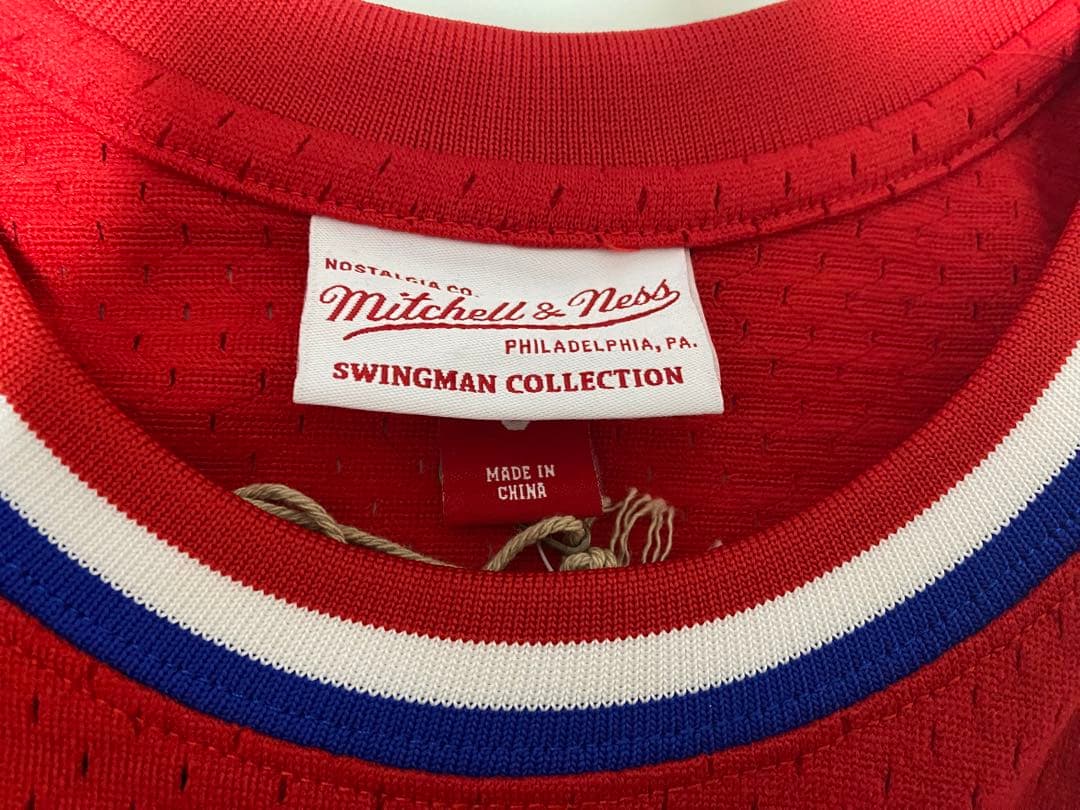 NOSTALGIA CO.
Mitchell & Ness
PHILADELPHIA, PA.
SWINGMAN COLLECTION
MADE IN
CHINA